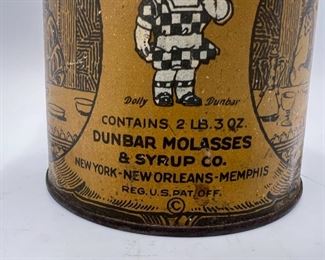 Dolly Dunbar
CONTAINS 2 LB. 3 OZ.
DUNBAR MOLASSES
& SYRUP CO.
NEW YORK-NEW ORLEANS-MEMPHIS
REG. U.S. PAT. OFF.
©